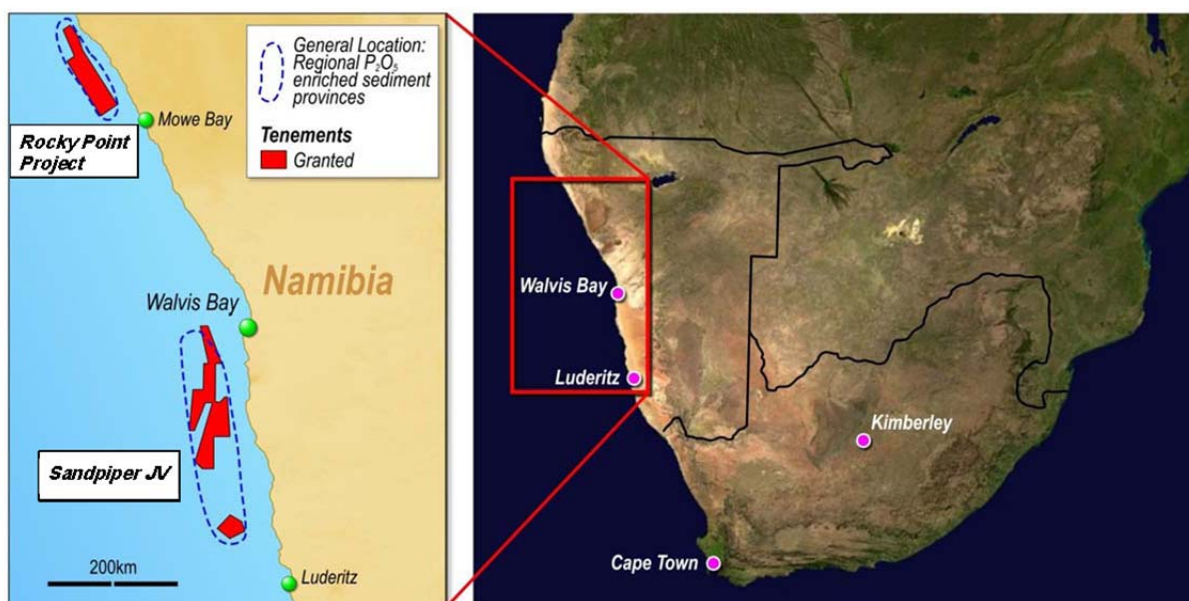 General Location:
Regional P₂O₅
enriched sediment
provinces
Tenements
Granted
Mowe Bay
Rocky Point
Project
Namibia
Walvis Bay
Sandpiper JV
200km
Luderitz
Walvis Bay
Luderitz
Kimberley
Cape Town